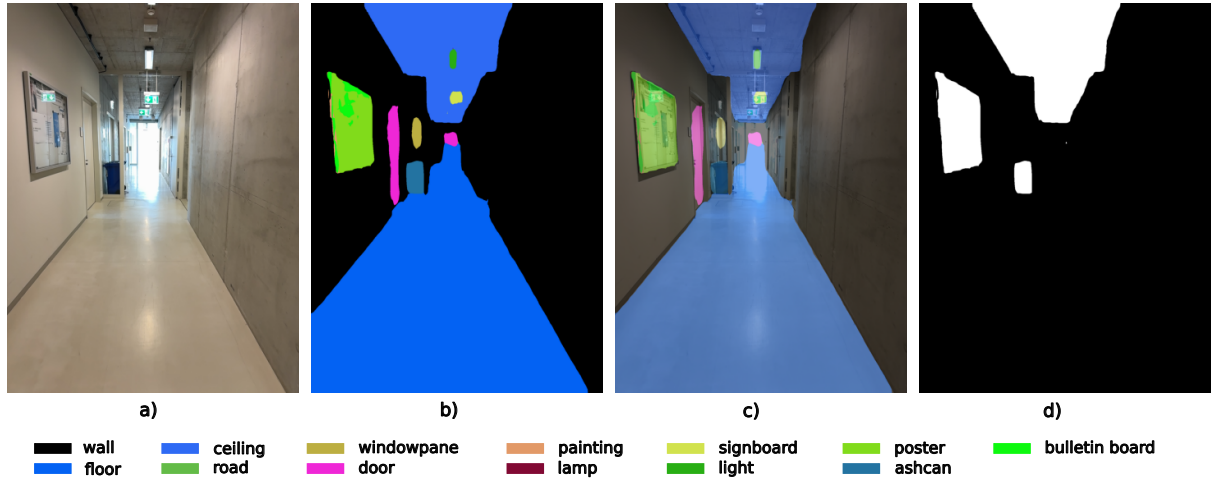 a)
b)
c)
d)
wall ceiling windowpane painting signboard poster bulletin board
floor road door lamp light ashcan